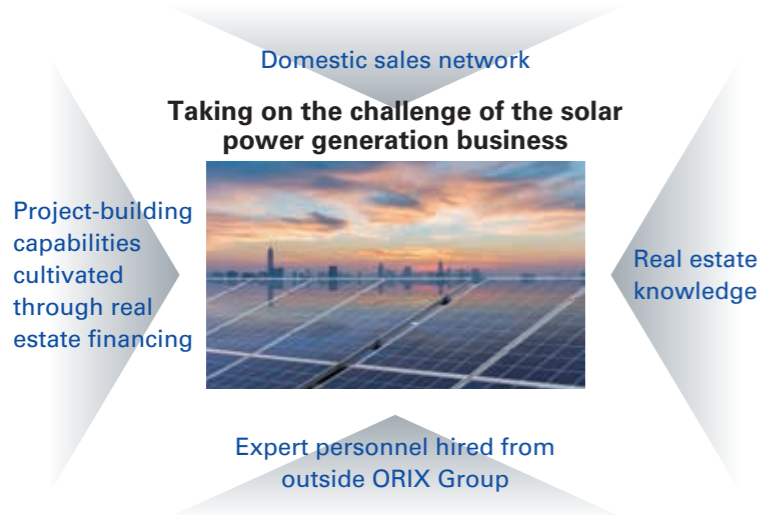 Domestic sales network
Taking on the challenge of the solar
power generation business
Project-building
capabilities
cultivated
through real
estate financing
Real estate
knowledge
Expert personnel hired from
outside ORIX Group